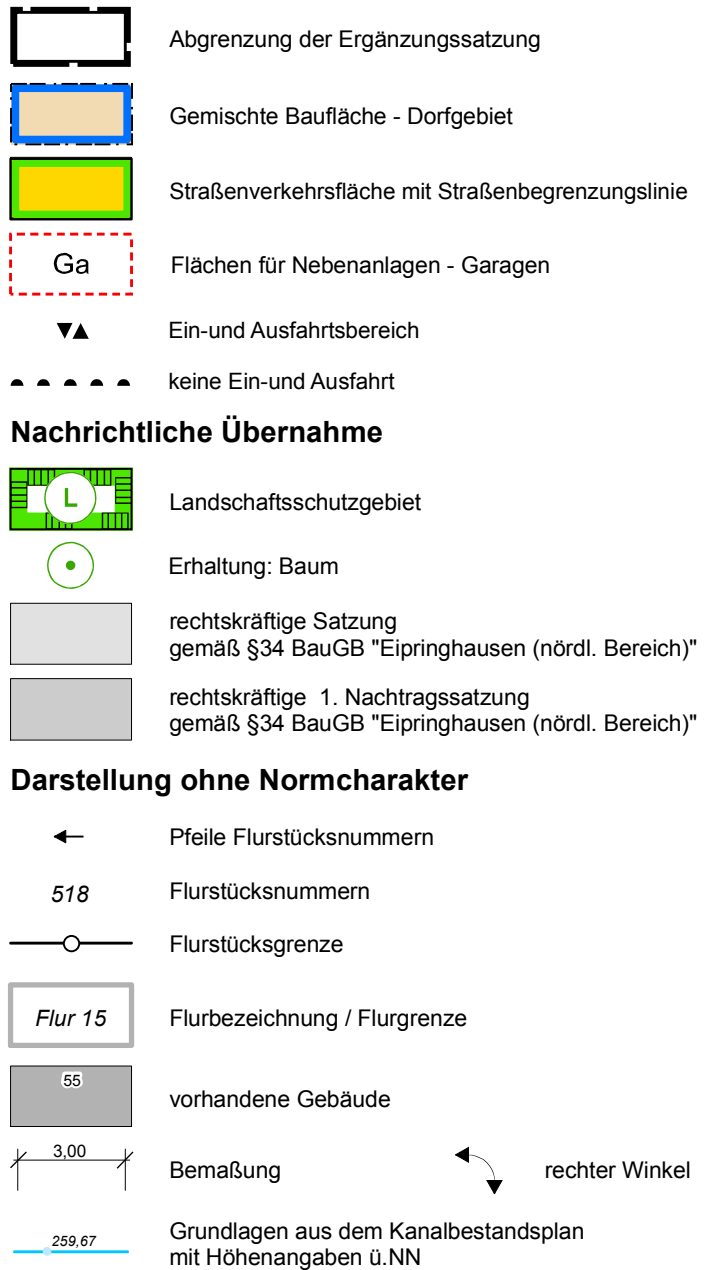 Abgrenzung der Ergänzungssatzung
Gemischte Baufläche - Dorfgebiet
Straßenverkehrsfläche mit Straßenbegrenzungslinie
Ga Flächen für Nebenanlagen - Garagen
Ein-und Ausfahrtsbereich
keine Ein-und Ausfahrt
Nachrichtliche Übernahme
L Landschaftsschutzgebiet
Erhaltung: Baum
rechtskräftige Satzung
gemäß §34 BauGB "Eipringhausen (nördl. Bereich)"
rechtskräftige 1. Nachtragssatzung
gemäß §34 BauGB "Eipringhausen (nördl. Bereich)"
Darstellung ohne Normcharakter
Pfeile Flurstücksnummern
518 Flurstücksnummern
Flurstücksgrenze
Flur 15 Flurbezeichnung / Flurgrenze
55 vorhandene Gebäude
3,00 Bemaßung rechter Winkel
259,67 Grundlagen aus dem Kanalbestandsplan
mit Höhenangaben ü.NN